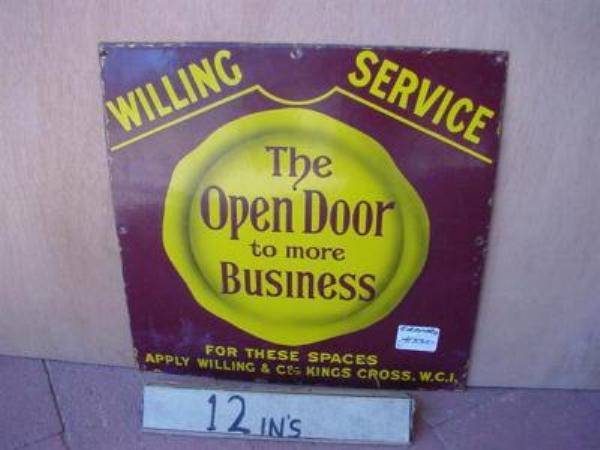 WILLING SERVICE
The
Open Door
to more
Business
FOR THESE SPACES
APPLY WILLING & Co KINGS CROSS. W.C.1.
12 IN'S